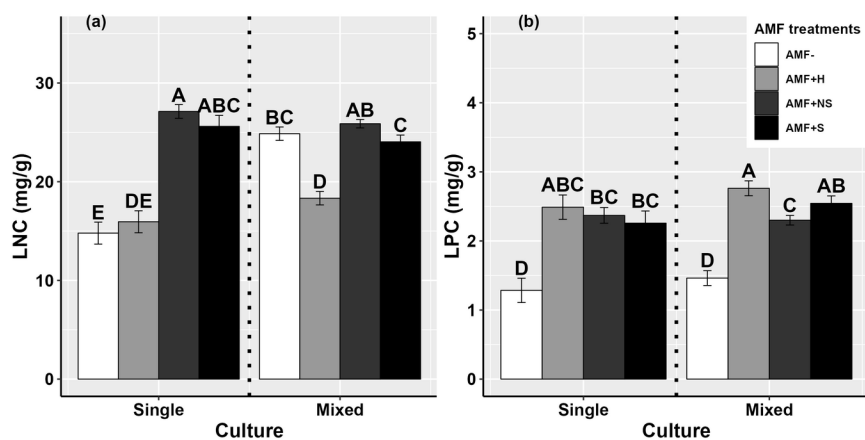 (a)
LNC (mg/g)
30
20
10
0
E
DE
A
ABC
BC
D
AB
C
Single
Mixed
Culture
(b)
LPC (mg/g)
5
4
3
2
1
0
D
ABC
BC
BC
D
A
C
AB
Single
Mixed
Culture
AMF treatments
AMF-
AMF+H
AMF+NS
AMF+S